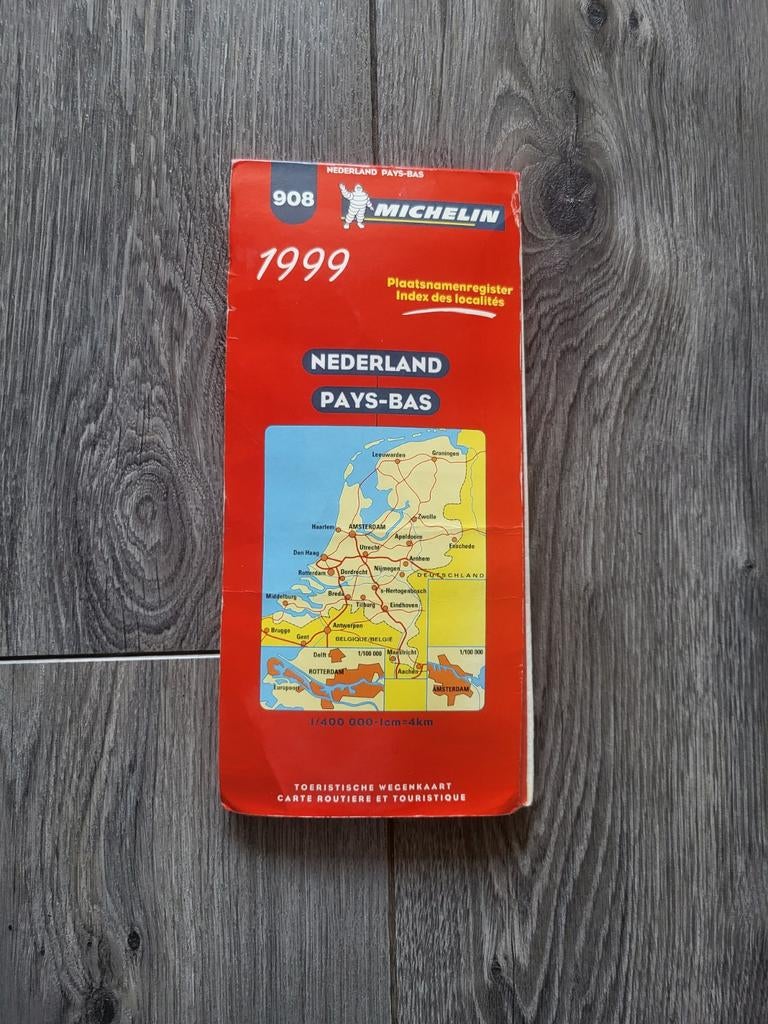 NEDERLAND PAYS-BAS
908
MICHELIN
1999
Plaatsnamenregister
Index des localités
NEDERLAND
PAYS-BAS
Leeuwarden
Groningen
Zwolle
Haarlem
AMSTERDAM
Apeldoorn
Enschede
Utrecht
Den Haag
Arnhem
Rotterdam
Dordrecht
Nijmegen
DEUTSCHLAND
's-Hertogenbosch
Middelburg
Breda
Tilburg
Eindhoven
Brugge
Antwerpen
Gent
BELGIQUE/BELGIË
Delft
1/100 000
Maastricht
1/100 000
ROTTERDAM
Aachen
Europoort
AMSTERDAM
1/400 000-1cm=4km
TOERISTISCHE WEGENKAART
CARTE ROUTIERE ET TOURISTIQUE